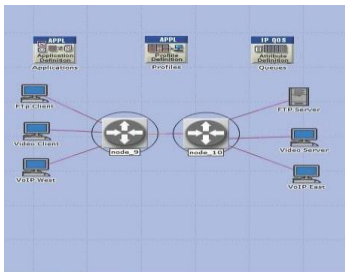 APPL
APPL
IP QOS
Application
Definition
Profile
Definition
Attribute
Definition
Applications
Profiles
Queues
Ftp Client
FTP Server
Video Client
node_9
node_10
Video Server
VoIP West
VoIP East